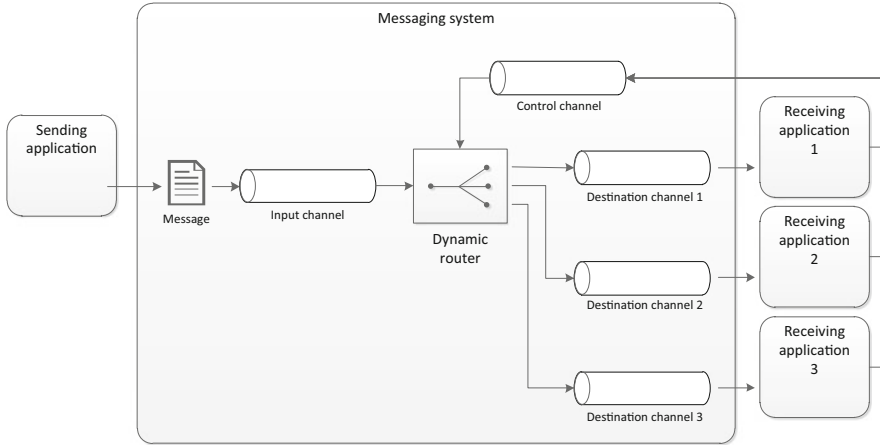 Messaging system
Control channel
Sending
application
Message
Input channel
Dynamic
router
Destination channel 1
Destination channel 2
Destination channel 3
Receiving
application
1
Receiving
application
2
Receiving
application
3